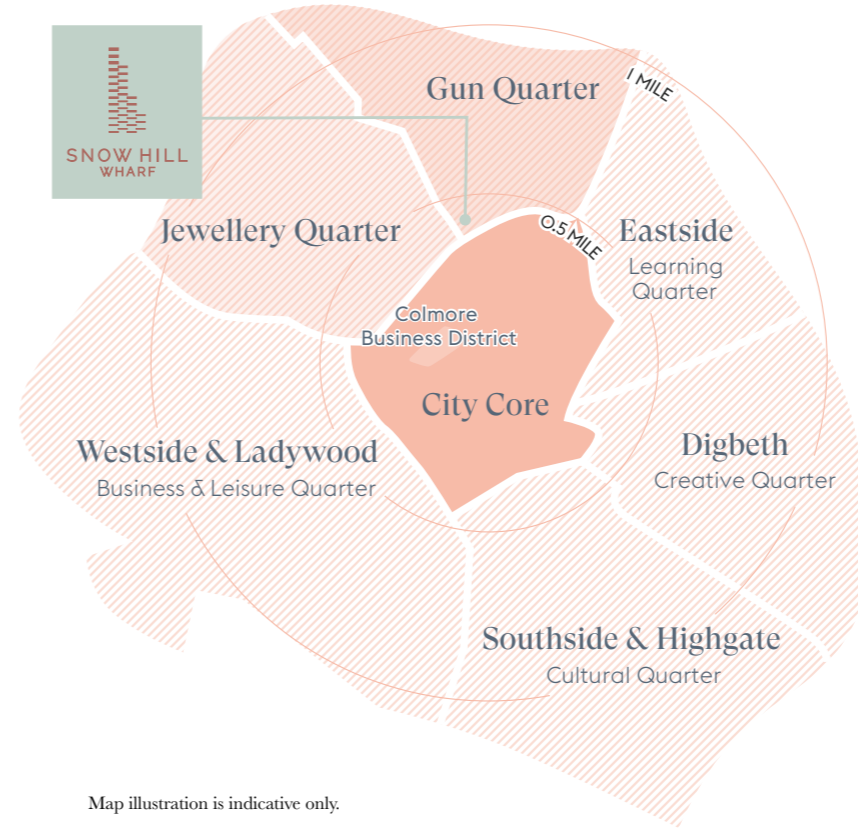 SNOW HILL
WHARF
Gun Quarter
1 MILE
Jewellery Quarter
0.5 MILE
Eastside
Learning
Quarter
Colmore
Business District
City Core
Westside & Ladywood
Business & Leisure Quarter
Digbeth
Creative Quarter
Southside & Highgate
Cultural Quarter
Map illustration is indicative only.